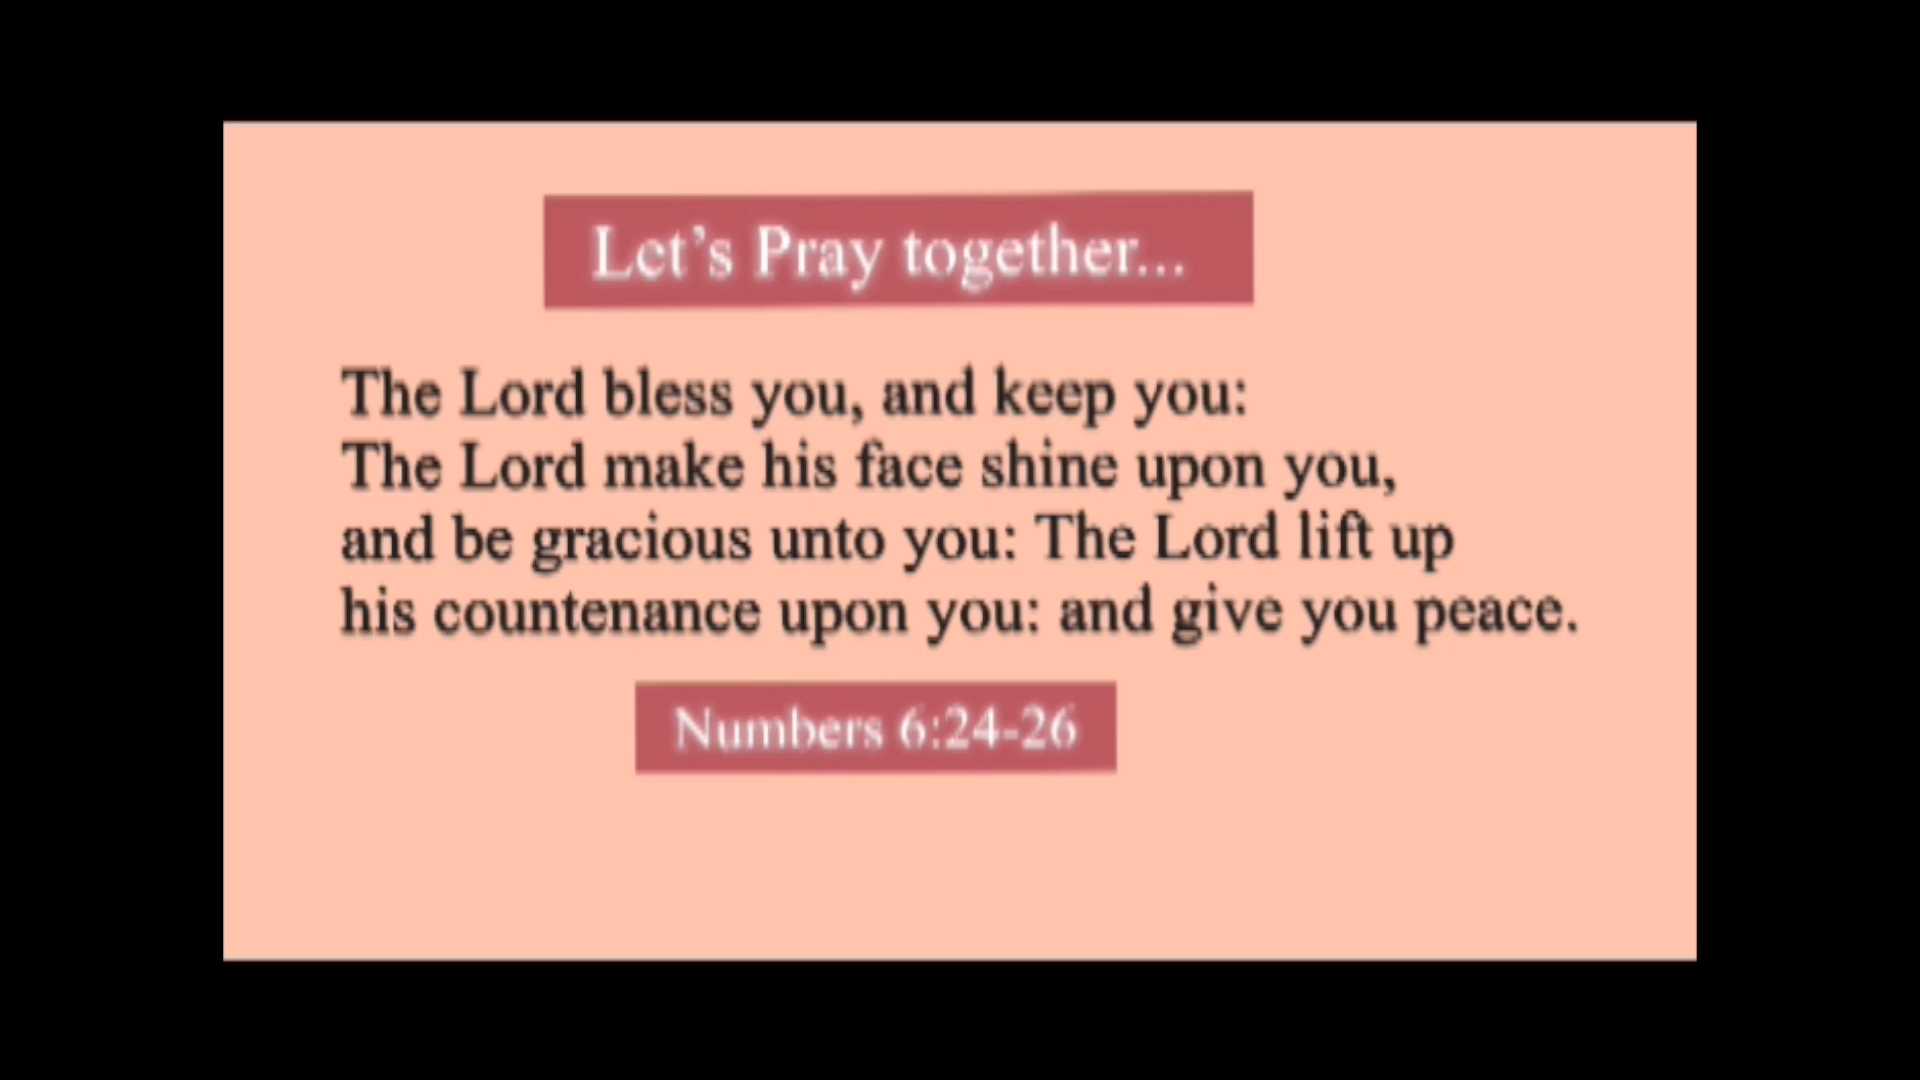 Let's Pray together...
The Lord bless you, and keep you:
The Lord make his face shine upon you,
and be gracious unto you: The Lord lift up
his countenance upon you: and give you peace.
Numbers 6:24-26